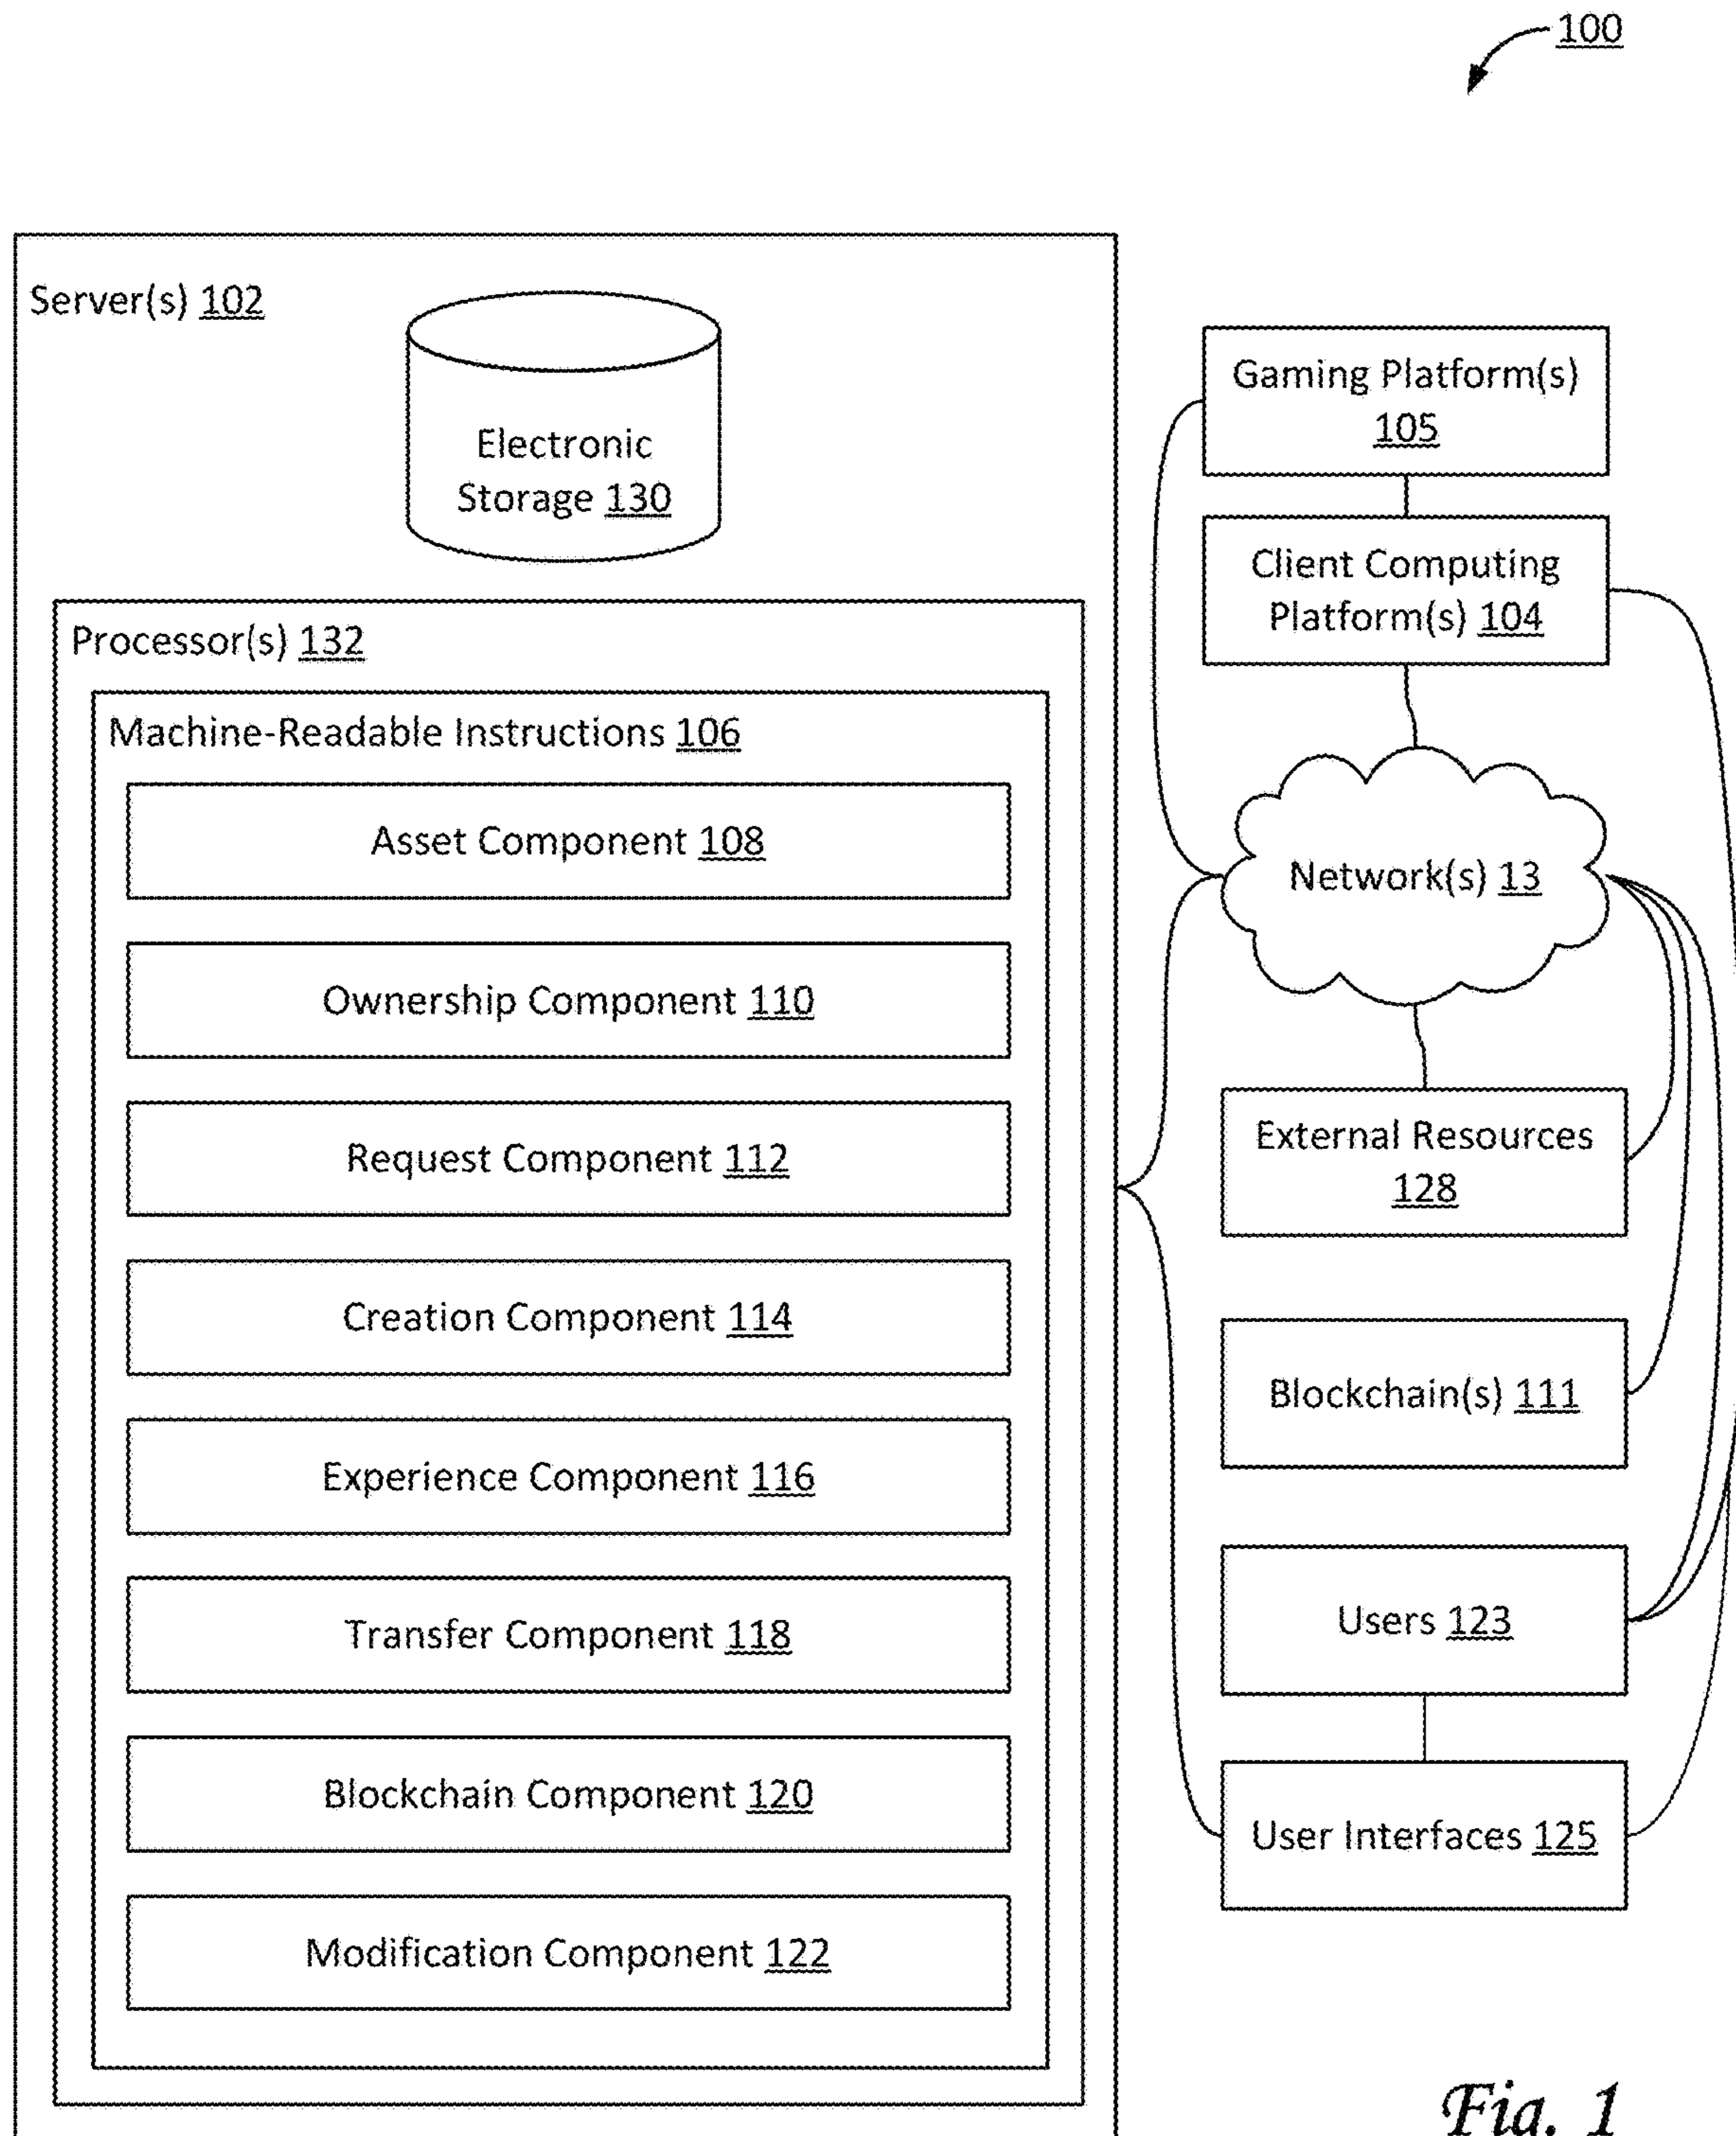 100
Server(s) 102
Electronic
Storage 130
Processor(s) 132
Machine-Readable Instructions 106
Asset Component 108
Ownership Component 110
Request Component 112
Creation Component 114
Experience Component 116
Transfer Component 118
Blockchain Component 120
Modification Component 122
Gaming Platform(s)
105
Client Computing
Platform(s) 104
Network(s) 13
External Resources
128
Blockchain(s) 111
Users 123
User Interfaces 125
Fig. 1